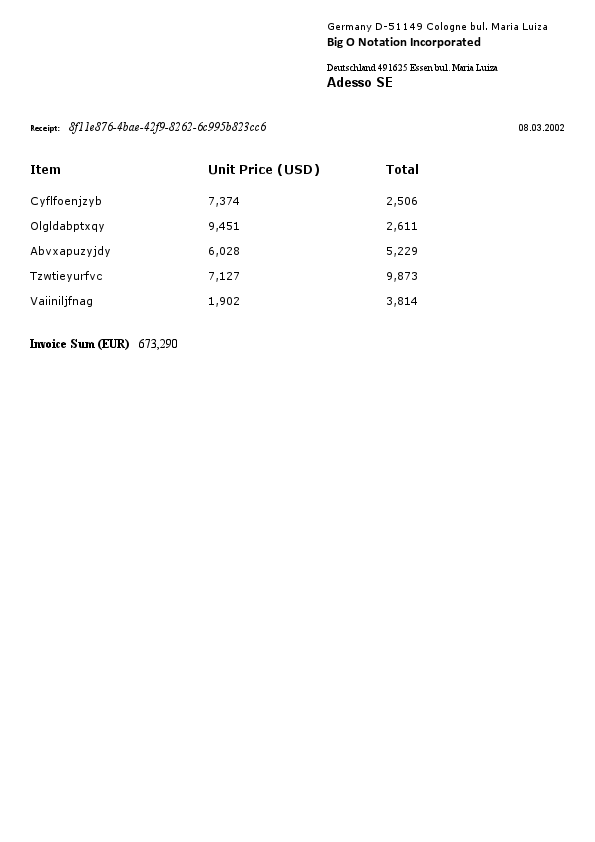 Germany D-51149 Cologne bul. Maria Luiza
Big O Notation Incorporated
Deutschland 491625 Essen bul. Maria Luiza
Adesso SE
Receipt: 8f11e876-4bae-42f9-8262-6c995b823cc6 08.03.2002
Item Unit Price (USD) Total
Cyflfoenjzyb 7,374 2,506
Olgldabptxqy 9,451 2,611
Abvxapuzyjdy 6,028 5,229
Tzwtieyurfvc 7,127 9,873
Vaiiniljfnag 1,902 3,814
Invoice Sum (EUR) 673,290